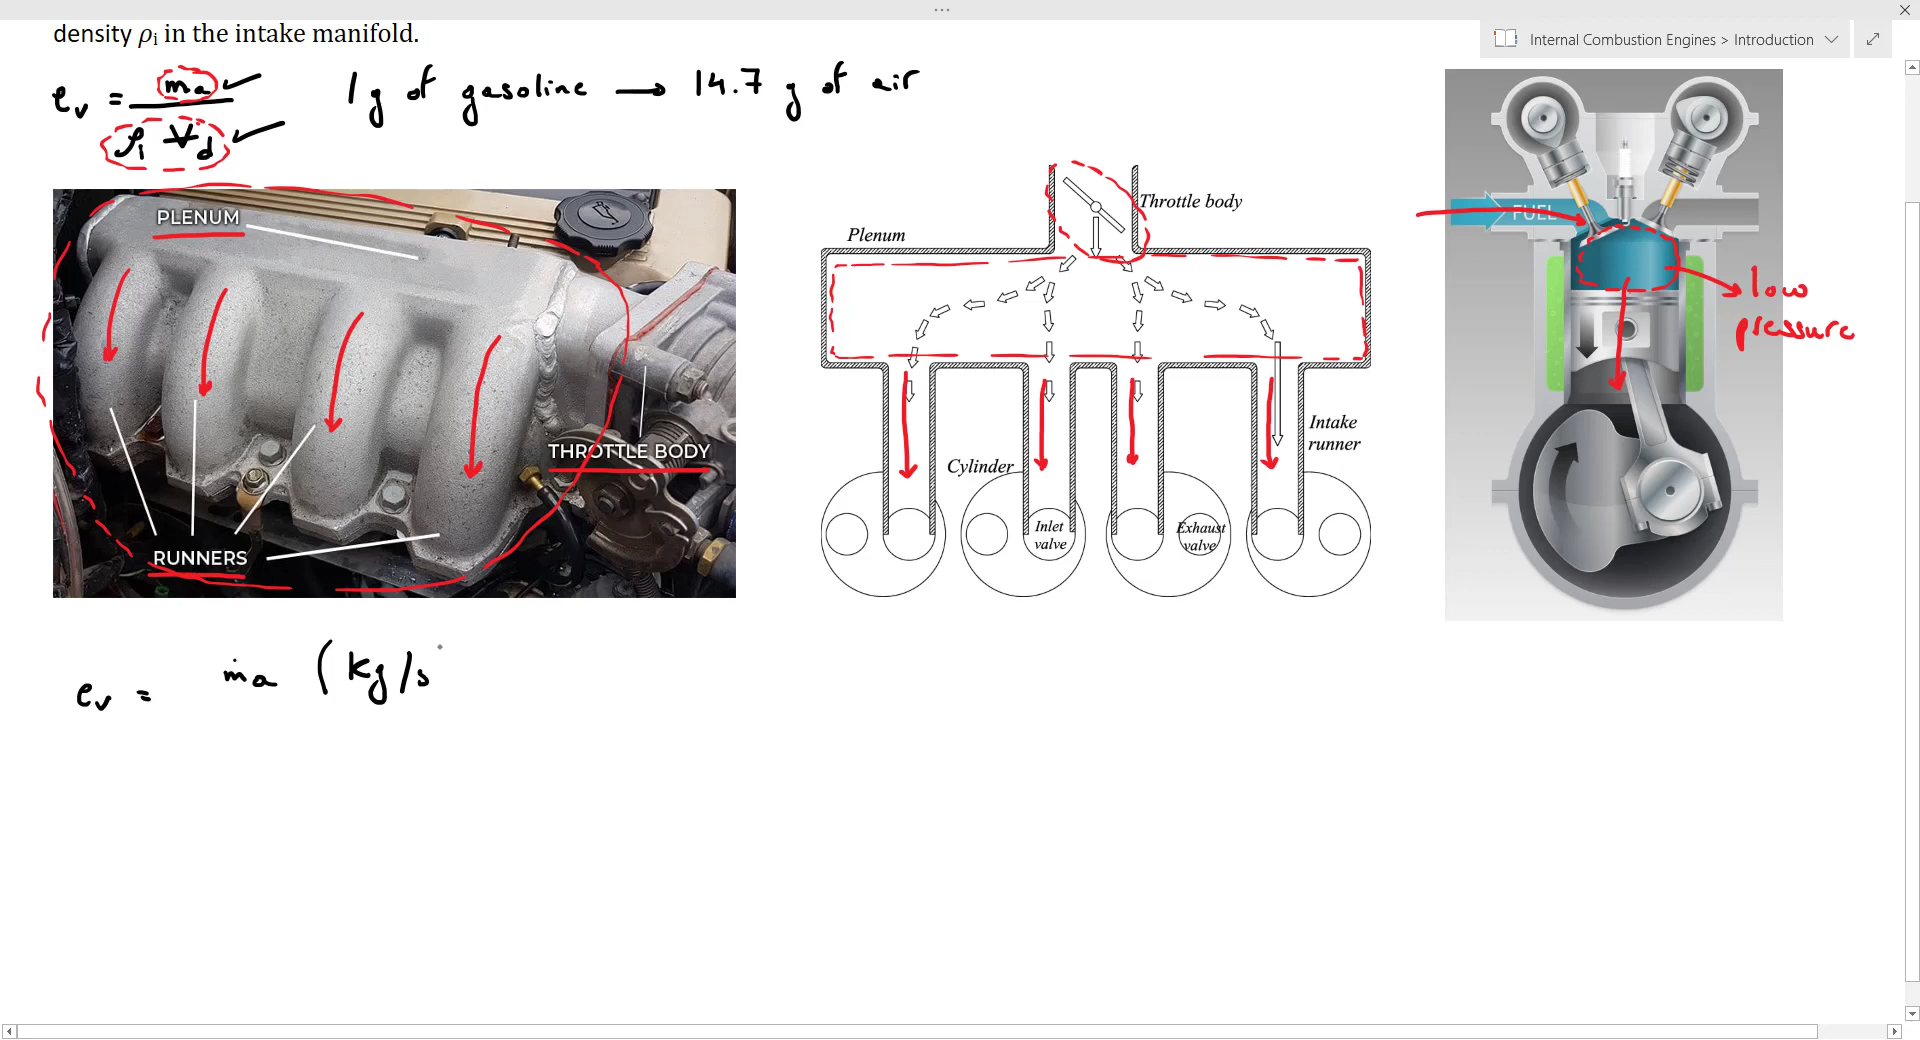 density ρi in the intake manifold.
Internal Combustion Engines > Introduction
ev = ma / ρi Vd
1g of gasoline → 14.7 g of air
PLENUM
RUNNERS
THROTTLE BODY
Throttle body
Plenum
Intake
runner
Cylinder
Inlet
valve
Exhaust
valve
FUEL
low
pressure
ev = ṁa (kg/s